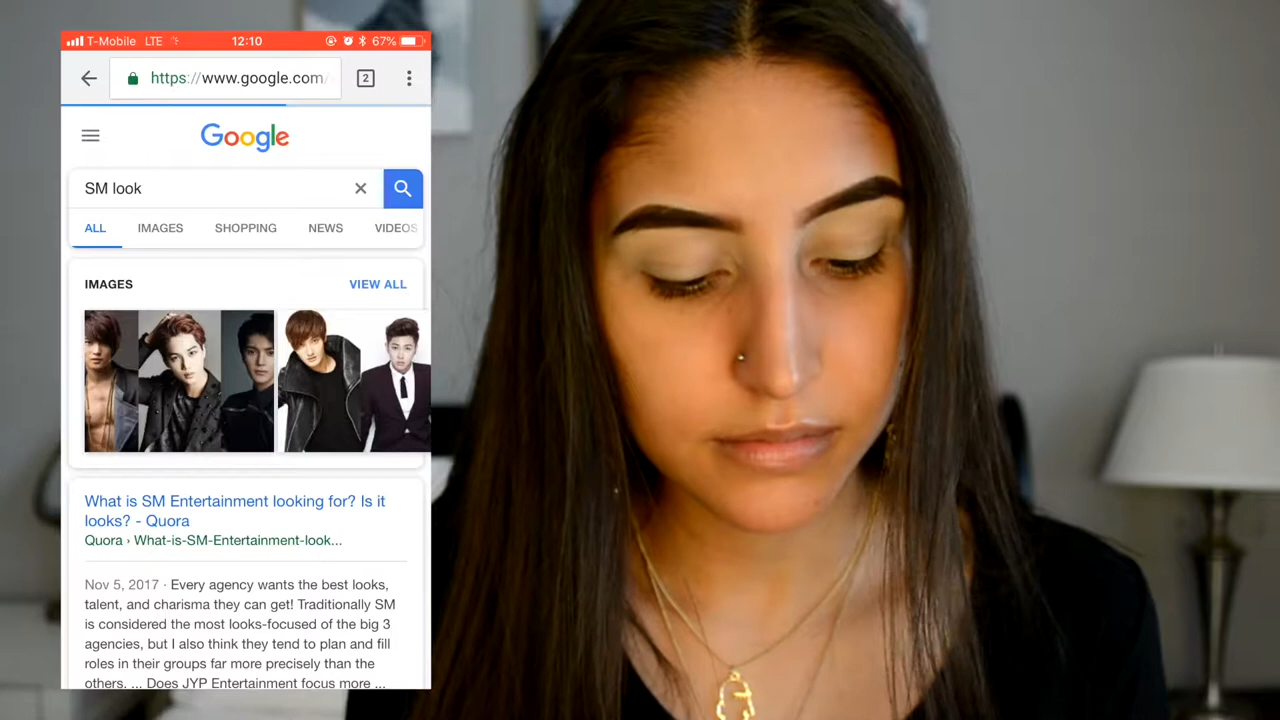 T-Mobile LTE 12:10 67%
https://www.google.com/
2
Google
SM look
ALL IMAGES SHOPPING NEWS VIDEOS
IMAGES VIEW ALL
What is SM Entertainment looking for? Is it
looks? - Quora
Quora › What-is-SM-Entertainment-look...
Nov 5, 2017 · Every agency wants the best looks,
talent, and charisma they can get! Traditionally SM
is considered the most looks-focused of the big 3
agencies, but I also think they tend to plan and fill
roles in their groups far more precisely than the
others. ... Does JYP Entertainment focus more ...